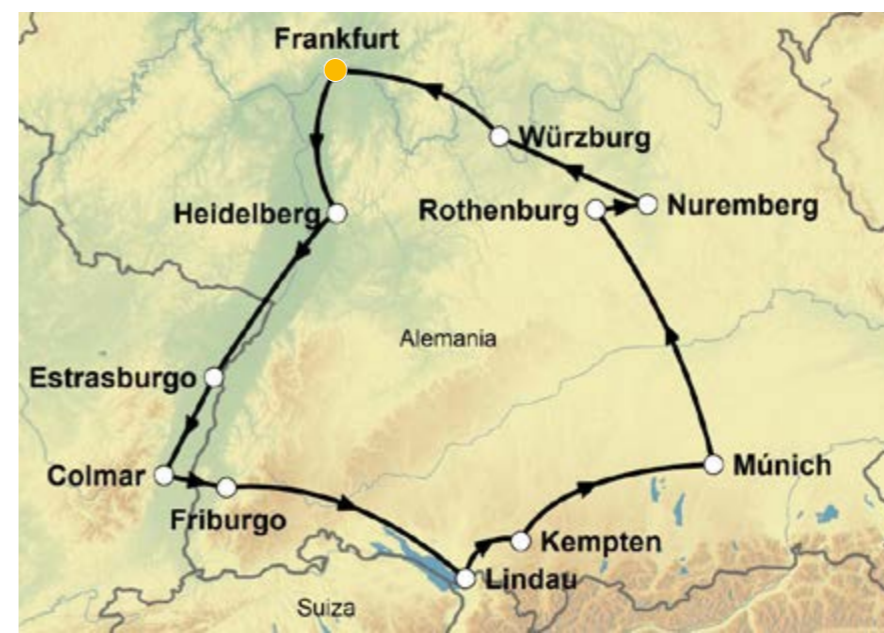 Frankfurt
Würzburg
Heidelberg
Rothenburg
Nuremberg
Alemania
Estrasburgo
Colmar
Múnich
Friburgo
Kempten
Lindau
Suiza